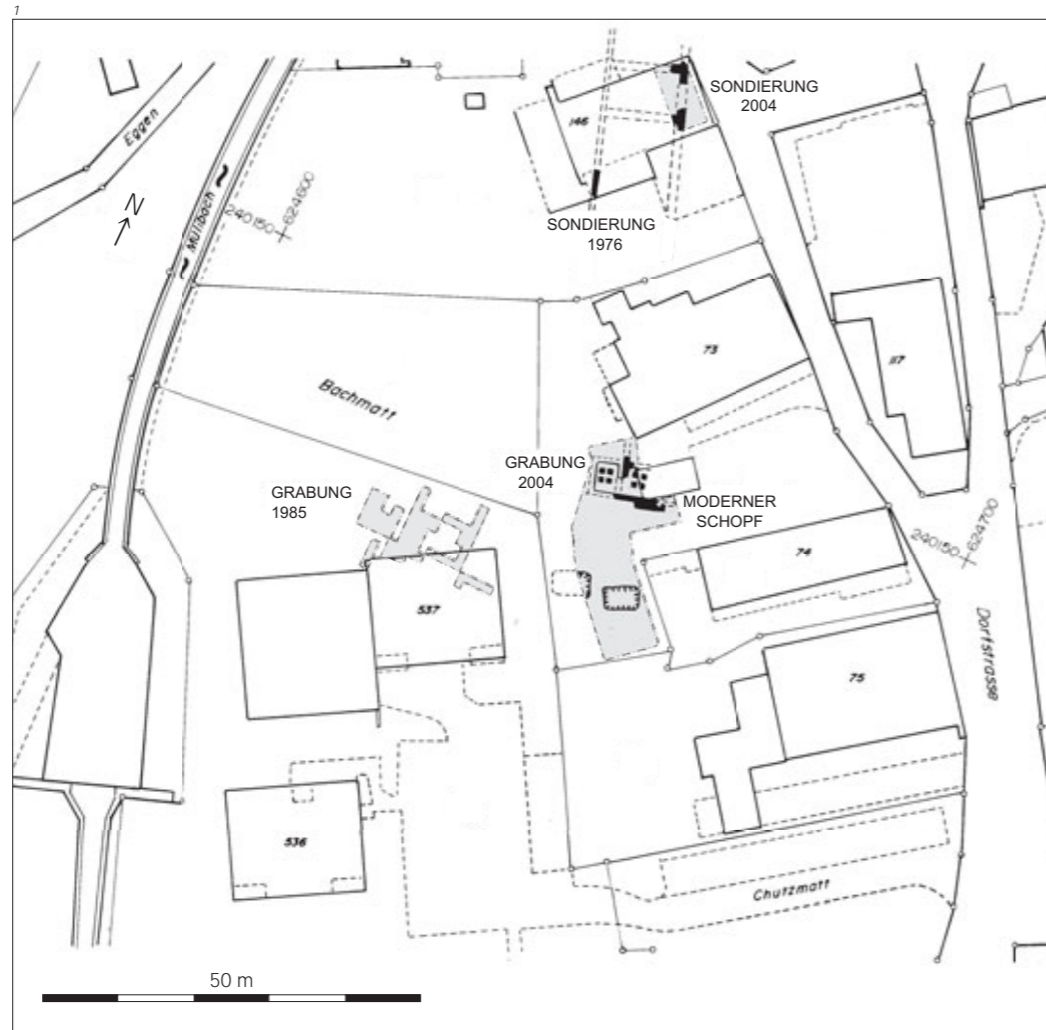 1
Eggen
Mülibach
N
240150
624600
146
SONDIERUNG
2004
SONDIERUNG
1976
73
117
Bachmatt
GRABUNG
2004
GRABUNG
1985
MODERNER
SCHOPF
74
240150
624700
537
Dorfstrasse
75
536
Chutzmatt
50 m